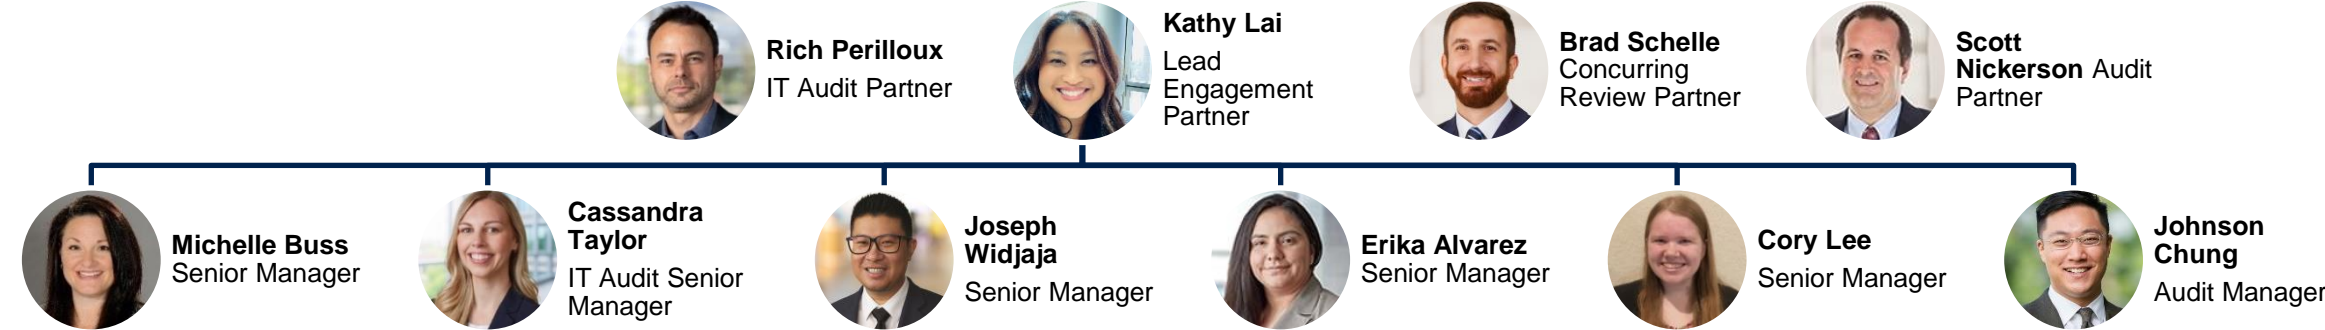 Rich Perilloux
IT Audit Partner
Kathy Lai
Lead
Engagement
Partner
Brad Schelle
Concurring
Review Partner
Scott
Nickerson Audit
Partner
Michelle Buss
Senior Manager
Cassandra
Taylor
IT Audit Senior
Manager
Joseph
Widjaja
Senior Manager
Erika Alvarez
Senior Manager
Cory Lee
Senior Manager
Johnson
Chung
Audit Manager